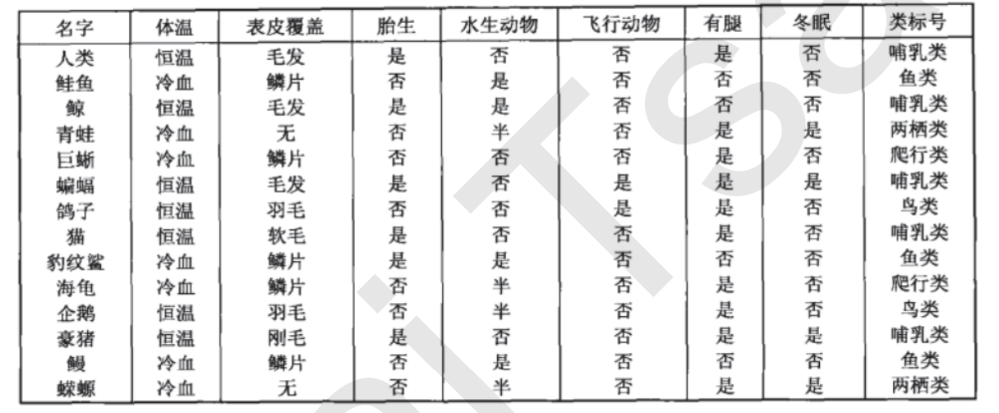 名字 体温 表皮覆盖 胎生 水生动物 飞行动物 有腿 冬眠 类标号
人类 恒温 毛发 是 否 否 是 否 哺乳类
鲑鱼 冷血 鳞片 否 是 否 否 否 鱼类
鲸 恒温 毛发 是 是 否 否 否 哺乳类
青蛙 冷血 无 否 半 否 是 是 两栖类
巨蜥 冷血 鳞片 否 否 否 是 否 爬行类
蝙蝠 恒温 毛发 是 否 是 是 是 哺乳类
鸽子 恒温 羽毛 否 否 是 是 否 鸟类
猫 恒温 软毛 是 否 否 是 否 哺乳类
豹纹鲨 冷血 鳞片 是 是 否 否 否 鱼类
海龟 冷血 鳞片 否 半 否 是 否 爬行类
企鹅 恒温 羽毛 否 半 否 是 否 鸟类
豪猪 恒温 刚毛 是 否 否 是 是 哺乳类
鳗 冷血 鳞片 否 是 否 否 否 鱼类
蝾螈 冷血 无 否 半 否 是 是 两栖类